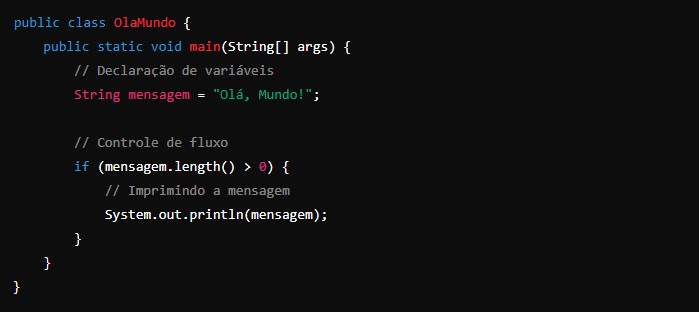 public class OlaMundo {
    public static void main(String[] args) {
        // Declaração de variáveis
        String mensagem = "Olá, Mundo!";

        // Controle de fluxo
        if (mensagem.length() > 0) {
            // Imprimindo a mensagem
            System.out.println(mensagem);
        }
    }
}